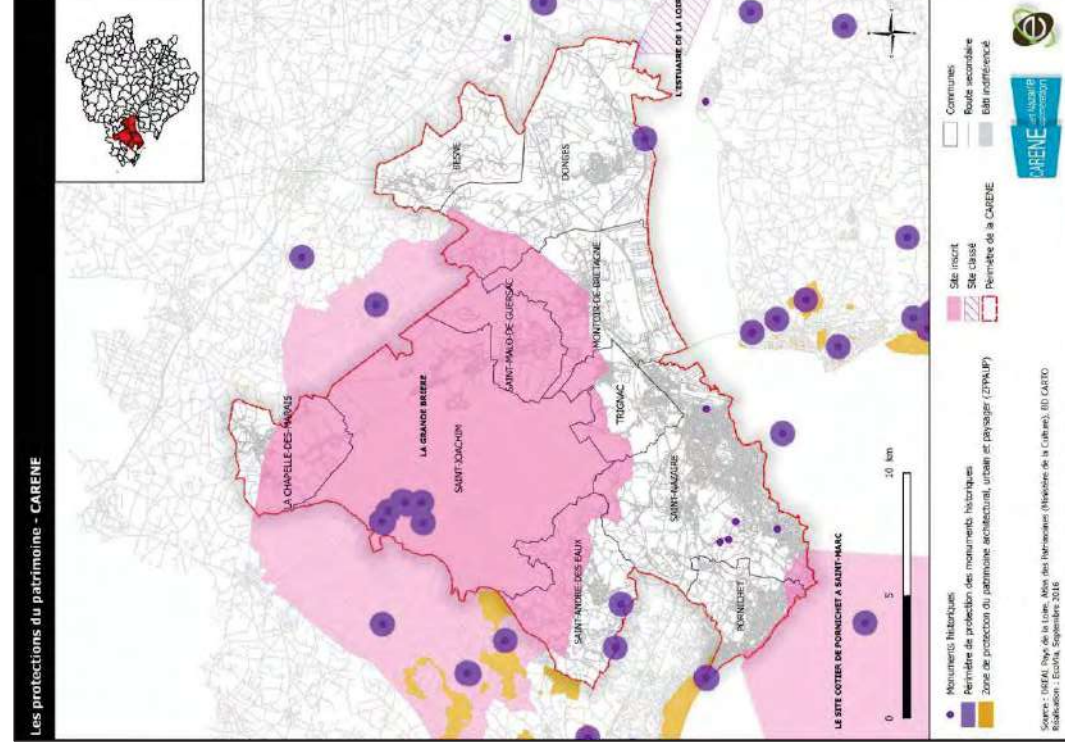 Les protections du patrimoine - CARENE
LA CHAPELLE-DES-MARAIS
LA GRANDE BRIERE
SAINT-JOACHIM
SAINT-MALO-DE-GUERSAC
BESNE
DONGES
MONTOIR-DE-BRETAGNE
TRIGNAC
SAINT-NAZAIRE
SAINT-ANDRE-DES-EAUX
PORNICHET
L'ESTUAIRE DE LA LOIRE
LE SITE COTIER DE PORNICHET A SAINT-MARC
0 5 10 km
Monuments historiques
Périmètre de protection des monuments historiques
Zone de protection du patrimoine architectural, urbain et paysager (ZPPAUP)
Site inscrit
Site classé
Périmètre de la CARENE
Communes
Route secondaire
Bâti indifférencié
CARENE
Source : DREAL Pays de la Loire, Atlas des Patrimoines (Ministère de la Culture), BD CARTO
Réalisation : EcoVia, Septembre 2016